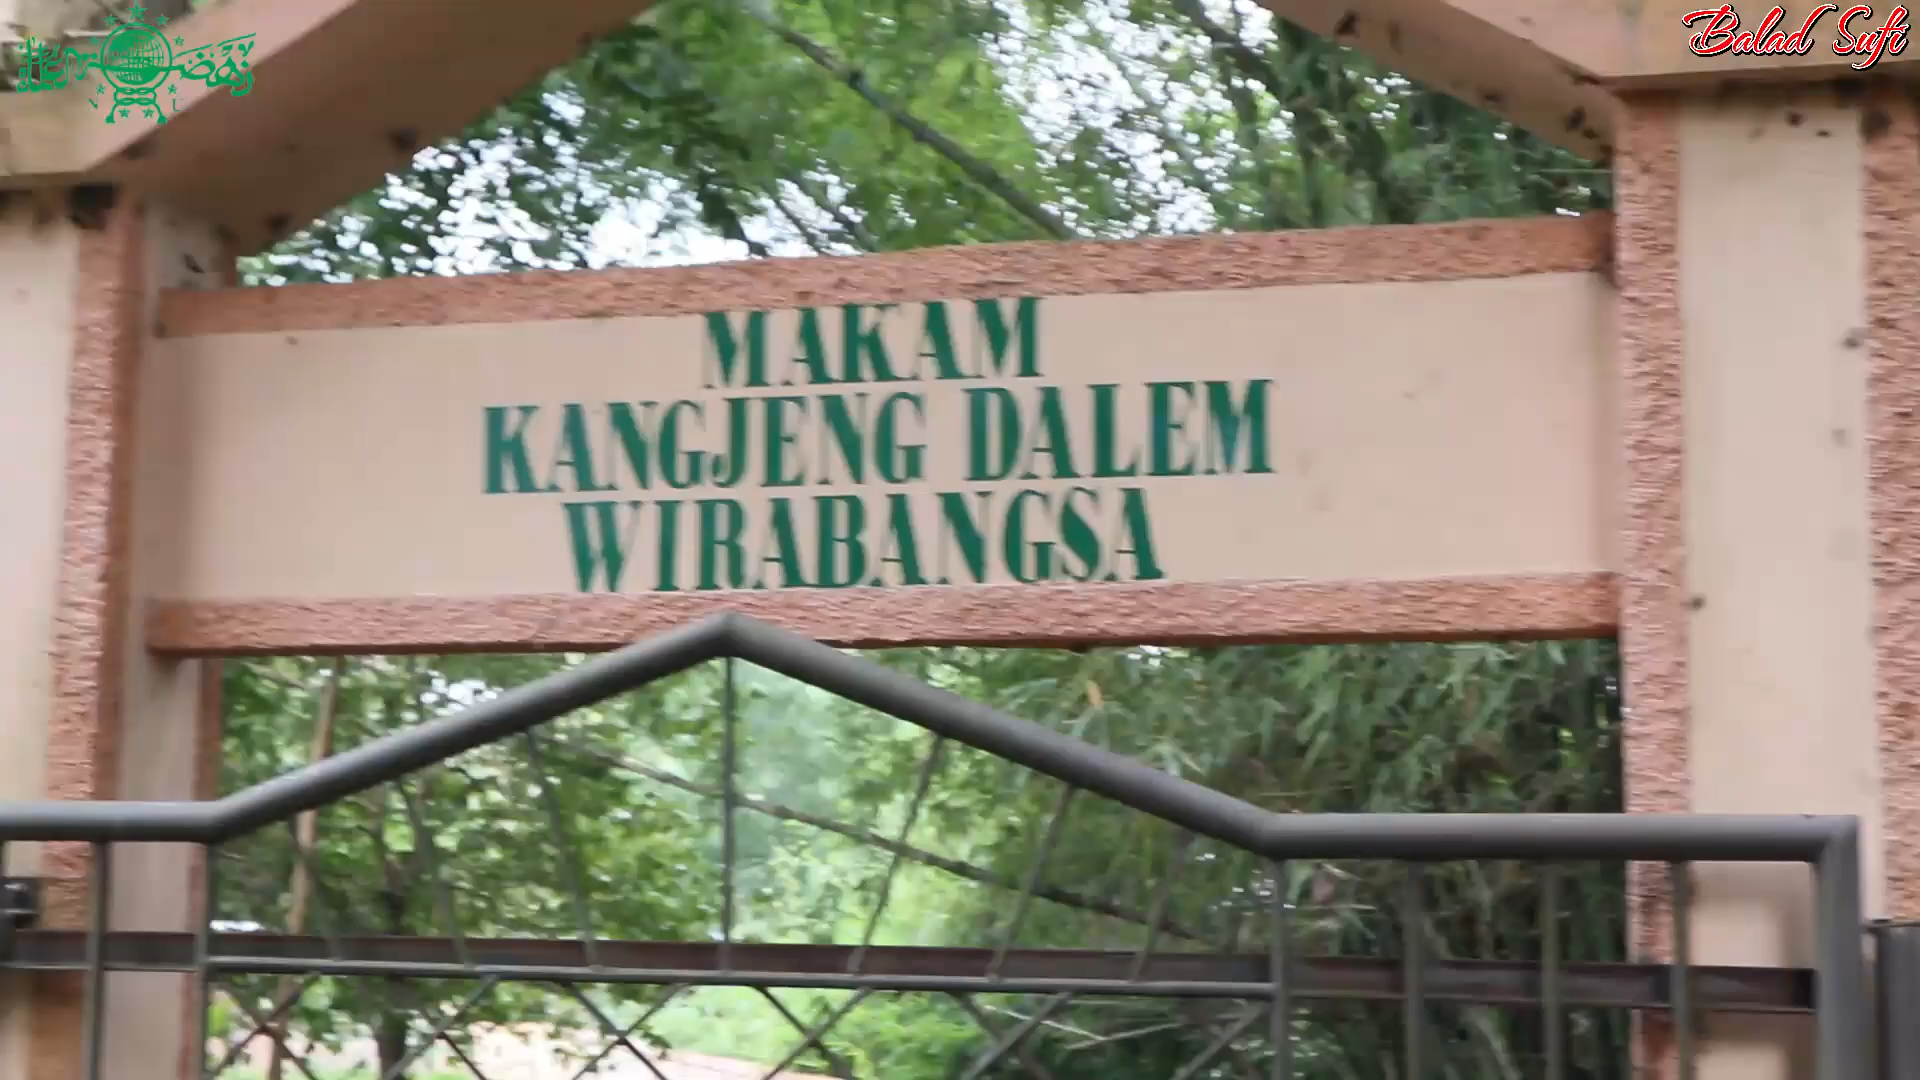 Balad Sufi
N U
MAKAM
KANGJENG DALEM
WIRABANGSA